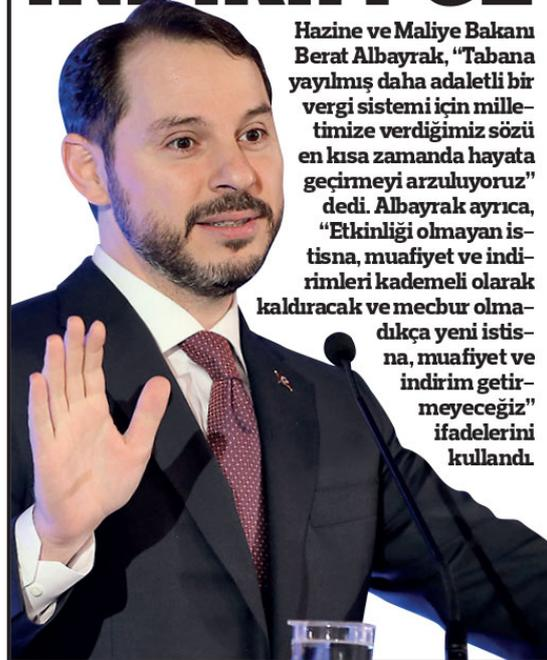 Hazine ve Maliye Bakanı
Berat Albayrak, “Tabana
yayılmış daha adaletli bir
vergi sistemi için mille-
timize verdiğimiz sözü
en kısa zamanda hayata
geçirmeyi arzuluyoruz”
dedi. Albayrak ayrıca,
“Etkinliği olmayan is-
tisna, muafiyet ve indi-
rimleri kademeli olarak
kaldıracak ve mecbur olma-
dıkça yeni istis-
na, muafiyet ve
indirim getir-
meyeceğiz”
ifadelerini
kullandı.